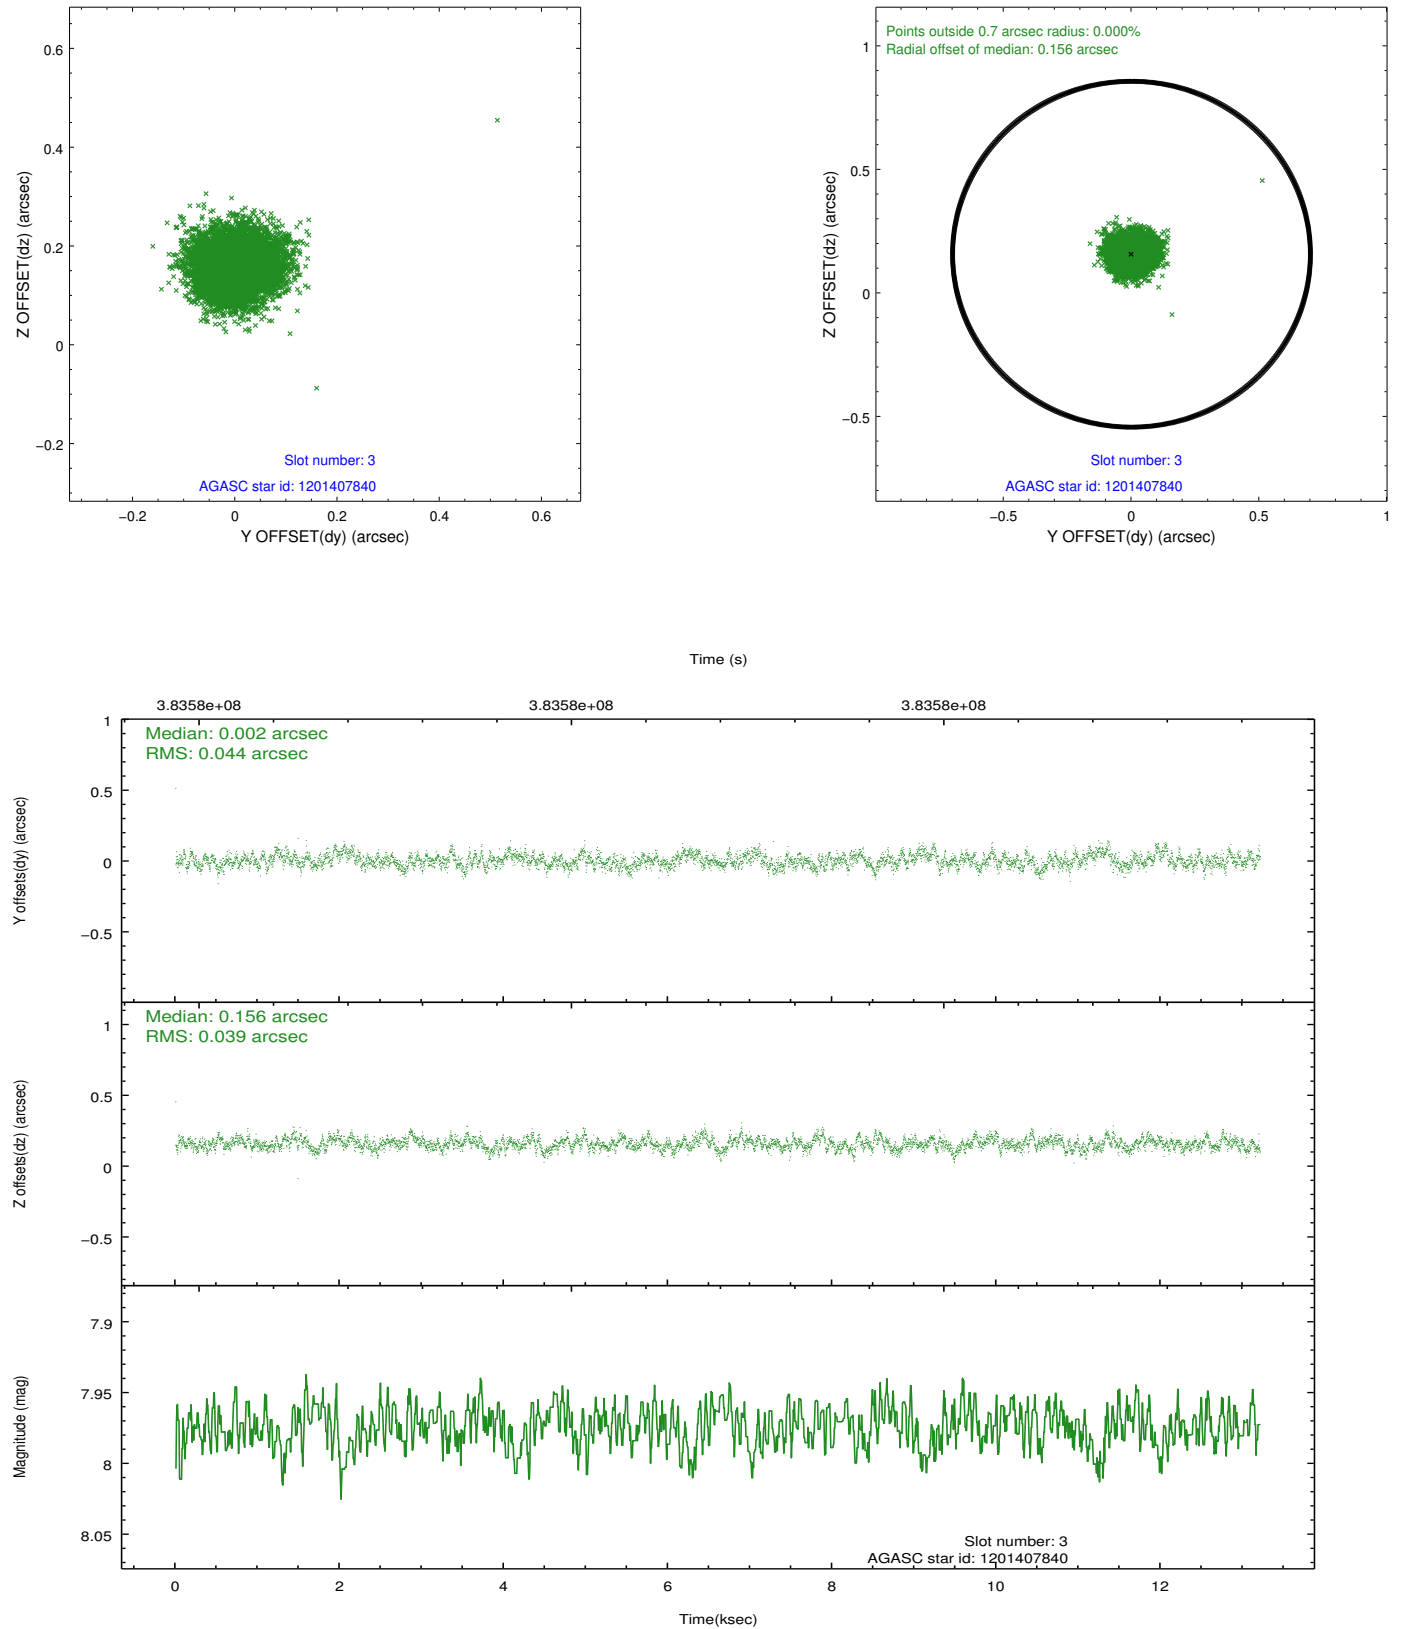 0.6
0.4
0.2
0
−0.2
Z OFFSET(dz) (arcsec)
Slot number: 3
AGASC star id: 1201407840
−0.2 0 0.2 0.4 0.6
Y OFFSET(dy) (arcsec)
Points outside 0.7 arcsec radius: 0.000%
Radial offset of median: 0.156 arcsec
1
0.5
0
−0.5
Z OFFSET(dz) (arcsec)
Slot number: 3
AGASC star id: 1201407840
−0.5 0 0.5 1
Y OFFSET(dy) (arcsec)
Time (s)
3.8358e+08 3.8358e+08 3.8358e+08
Median: 0.002 arcsec
RMS: 0.044 arcsec
1
0.5
0
−0.5
Y offsets(dy) (arcsec)
Median: 0.156 arcsec
RMS: 0.039 arcsec
1
0.5
0
−0.5
Z offsets(dz) (arcsec)
7.9
7.95
8
8.05
Magnitude (mag)
Slot number: 3
AGASC star id: 1201407840
0 2 4 6 8 10 12
Time(ksec)